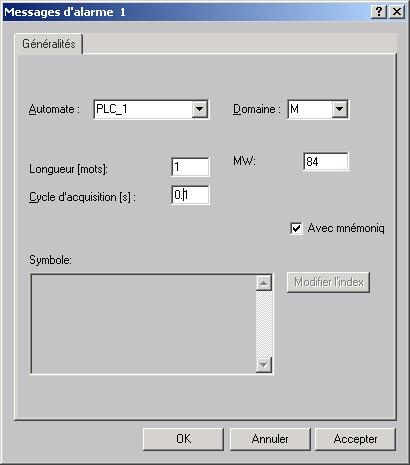 Messages d'alarme 1
Généralités
Automate : PLC_1 Domaine : M
Longueur [mots]: 1 MW: 84
Cycle d'acquisition [s] : 0.1
Avec mnémoniq
Symbole:
Modifier l'index
OK Annuler Accepter